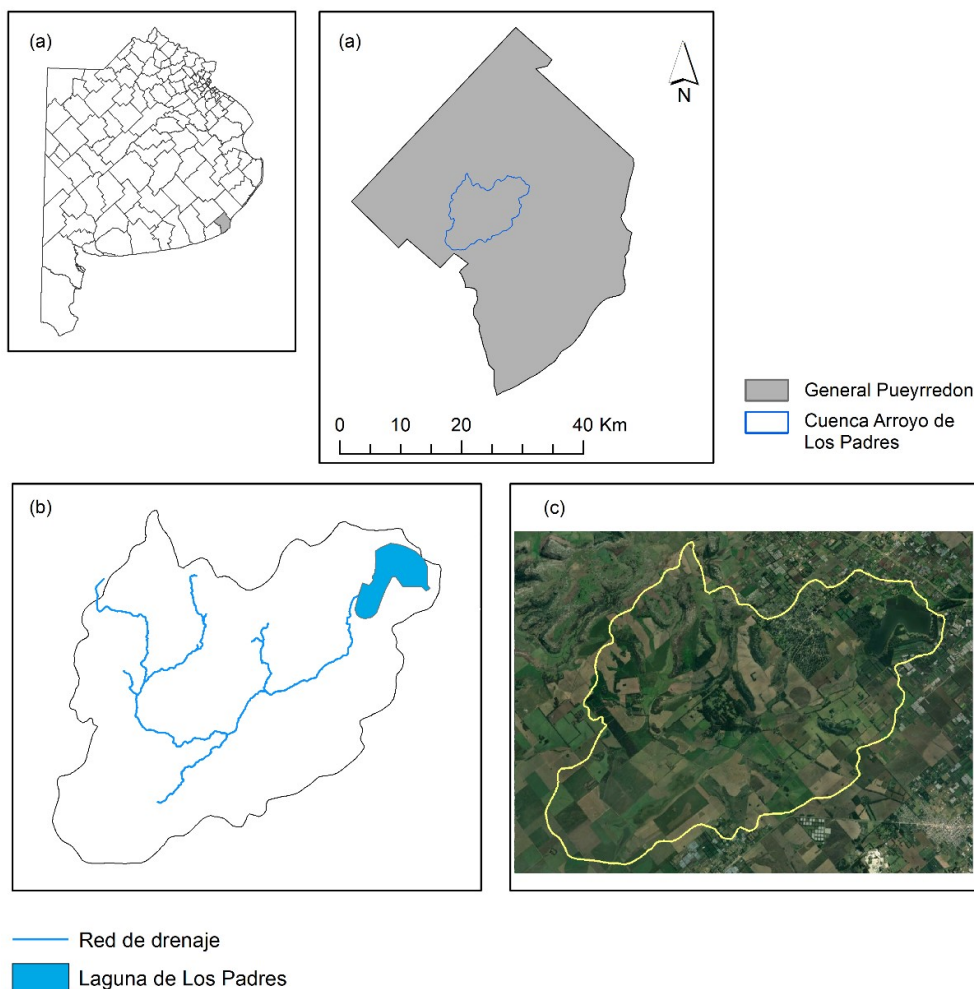 (a)
(a)
N
0 10 20 40 Km
General Pueyrredon
Cuenca Arroyo de
Los Padres
(b)
(c)
Red de drenaje
Laguna de Los Padres